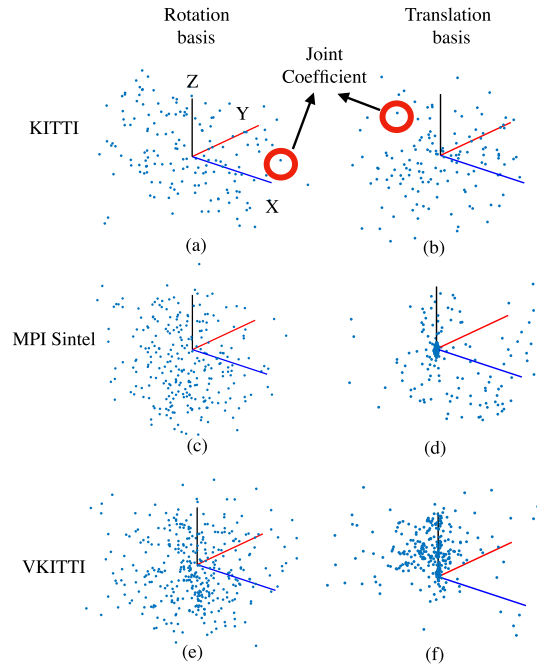 Rotation
basis
Translation
basis
Joint
Coefficient
Z
Y
KITTI
X
(a)
(b)
MPI Sintel
(c)
(d)
VKITTI
(e)
(f)